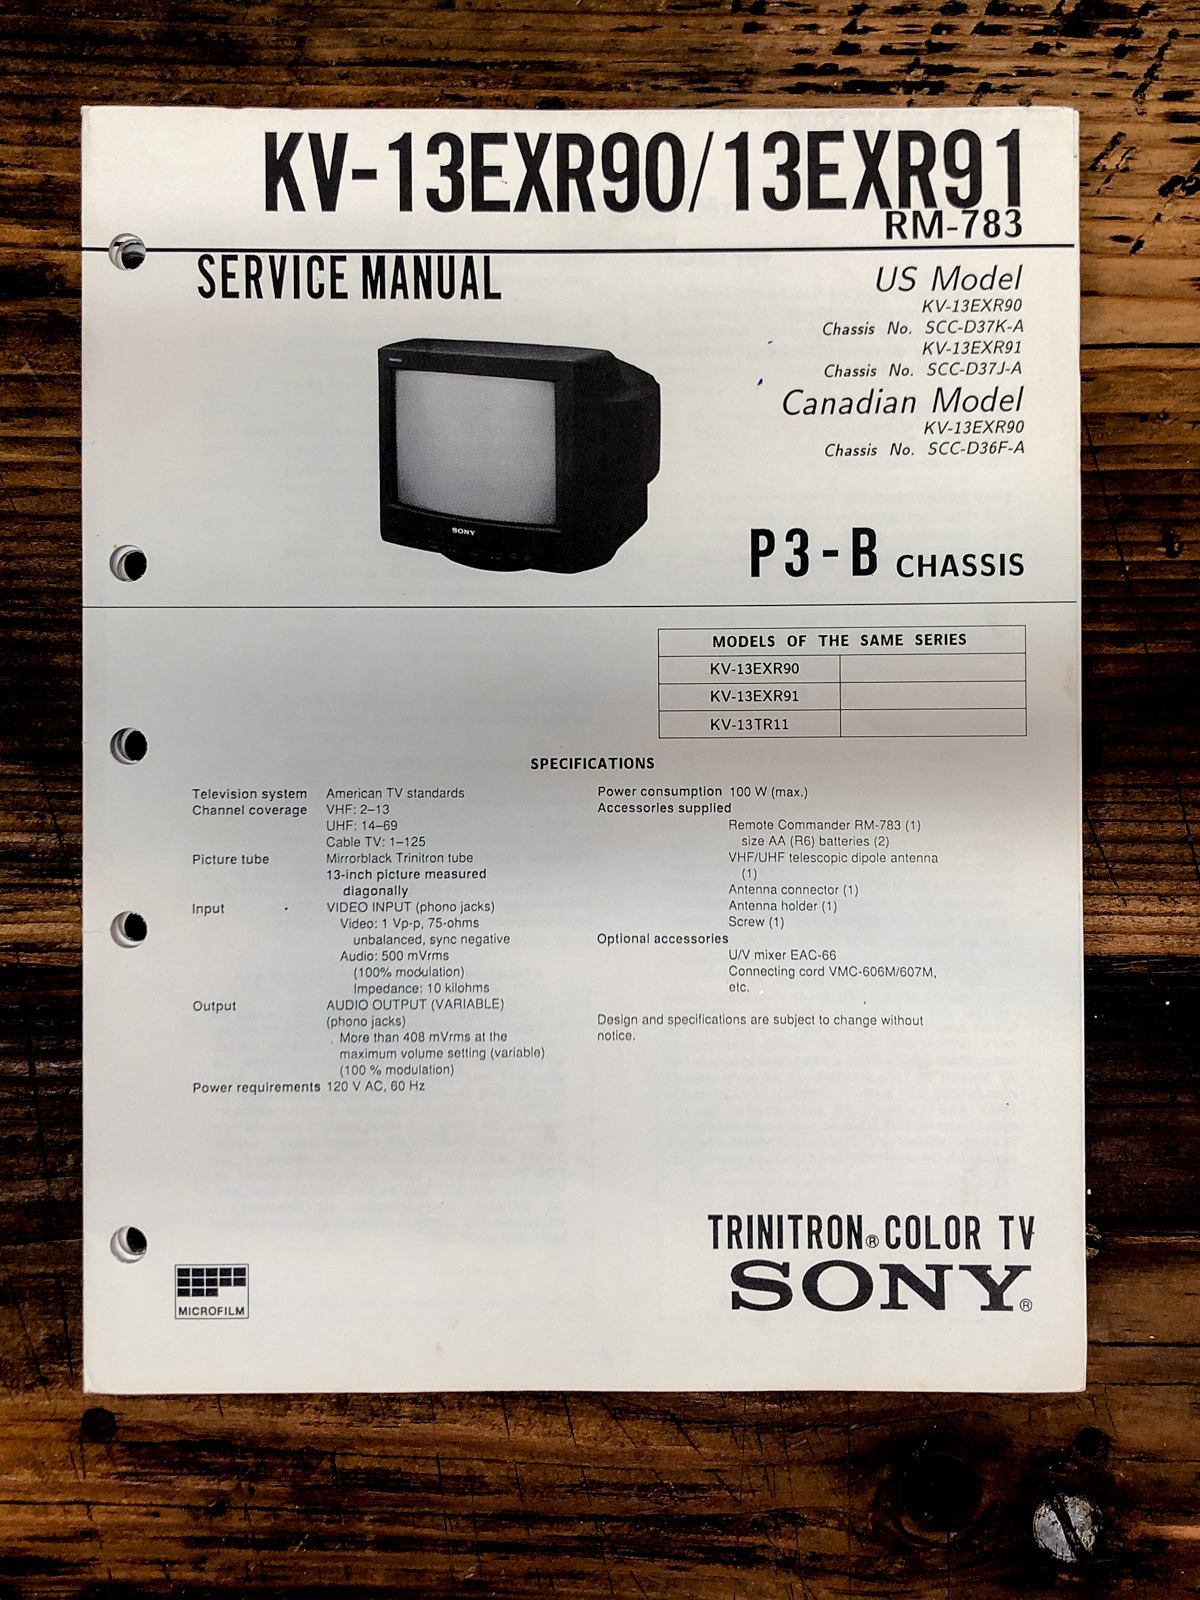 KV-13EXR90/13EXR91
RM-783
SERVICE MANUAL
US Model
KV-13EXR90
Chassis No. SCC-D37K-A
KV-13EXR91
Chassis No. SCC-D37J-A
Canadian Model
KV-13EXR90
Chassis No. SCC-D36F-A
SONY
P3-B CHASSIS
MODELS OF THE SAME SERIES
KV-13EXR90
KV-13EXR91
KV-13TR11
SPECIFICATIONS
Television system American TV standards
Channel coverage VHF: 2–13
UHF: 14–69
Cable TV: 1–125
Picture tube Mirrorblack Trinitron tube
13-inch picture measured
diagonally
Input VIDEO INPUT (phono jacks)
Video: 1 Vp-p, 75-ohms
unbalanced, sync negative
Audio: 500 mVrms
(100% modulation)
Impedance: 10 kilohms
Output AUDIO OUTPUT (VARIABLE)
(phono jacks)
More than 408 mVrms at the
maximum volume setting (variable)
(100 % modulation)
Power requirements 120 V AC, 60 Hz
Power consumption 100 W (max.)
Accessories supplied
Remote Commander RM-783 (1)
size AA (R6) batteries (2)
VHF/UHF telescopic dipole antenna
(1)
Antenna connector (1)
Antenna holder (1)
Screw (1)
Optional accessories
U/V mixer EAC-66
Connecting cord VMC-606M/607M,
etc.
Design and specifications are subject to change without
notice.
MICROFILM
TRINITRON® COLOR TV
SONY®